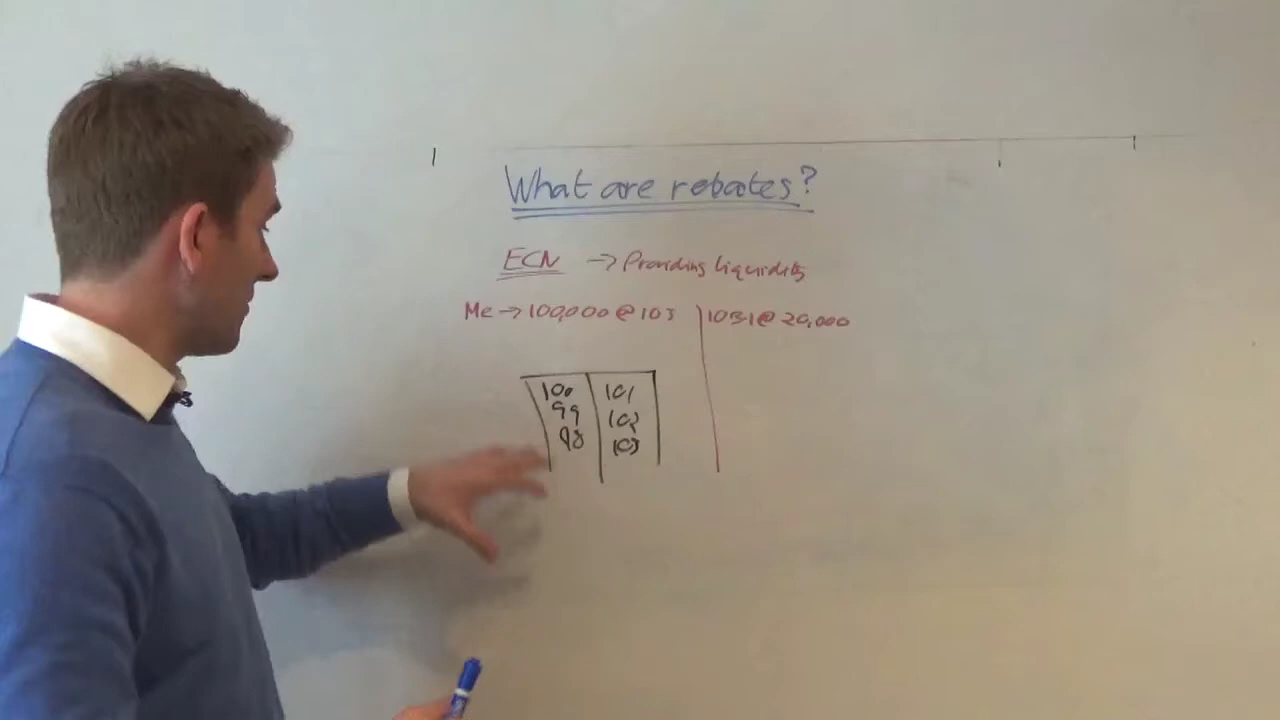 What are rebates?
ECN → Providing liquidity
Me → 100,000 @ 103 | 103.1 @ 20,000
100 101
99 102
98 103